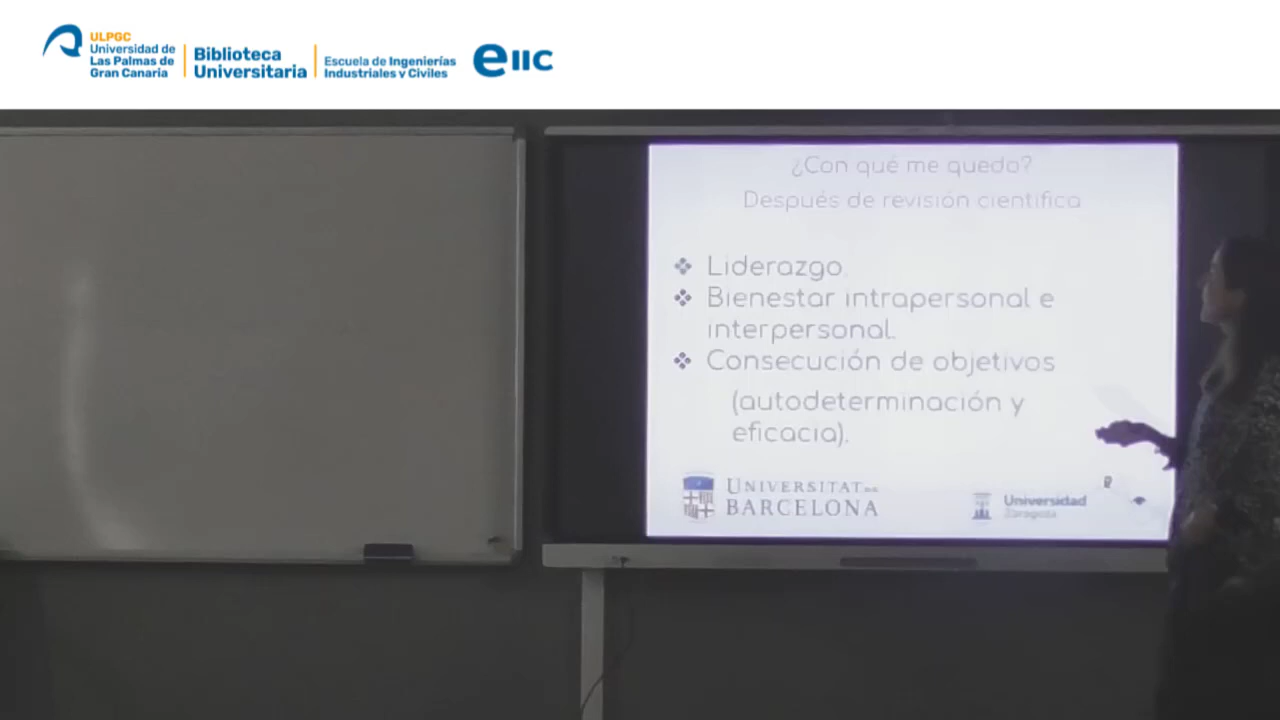 ULPGC
Universidad de
Las Palmas de
Gran Canaria
Biblioteca
Universitaria
Escuela de Ingenierías
Industriales y Civiles
eiic
¿Con qué me quedo?
Después de revisión científica
❖ Liderazgo.
❖ Bienestar intrapersonal e
interpersonal.
❖ Consecución de objetivos
(autodeterminación y
eficacia).
UNIVERSITAT DE
BARCELONA
Universidad
Zaragoza